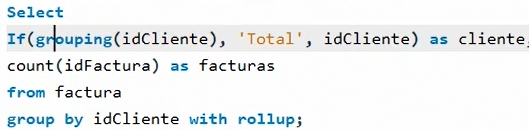 Select
If(grouping(idCliente), 'Total', idCliente) as cliente,
count(idFactura) as facturas
from factura
group by idCliente with rollup;